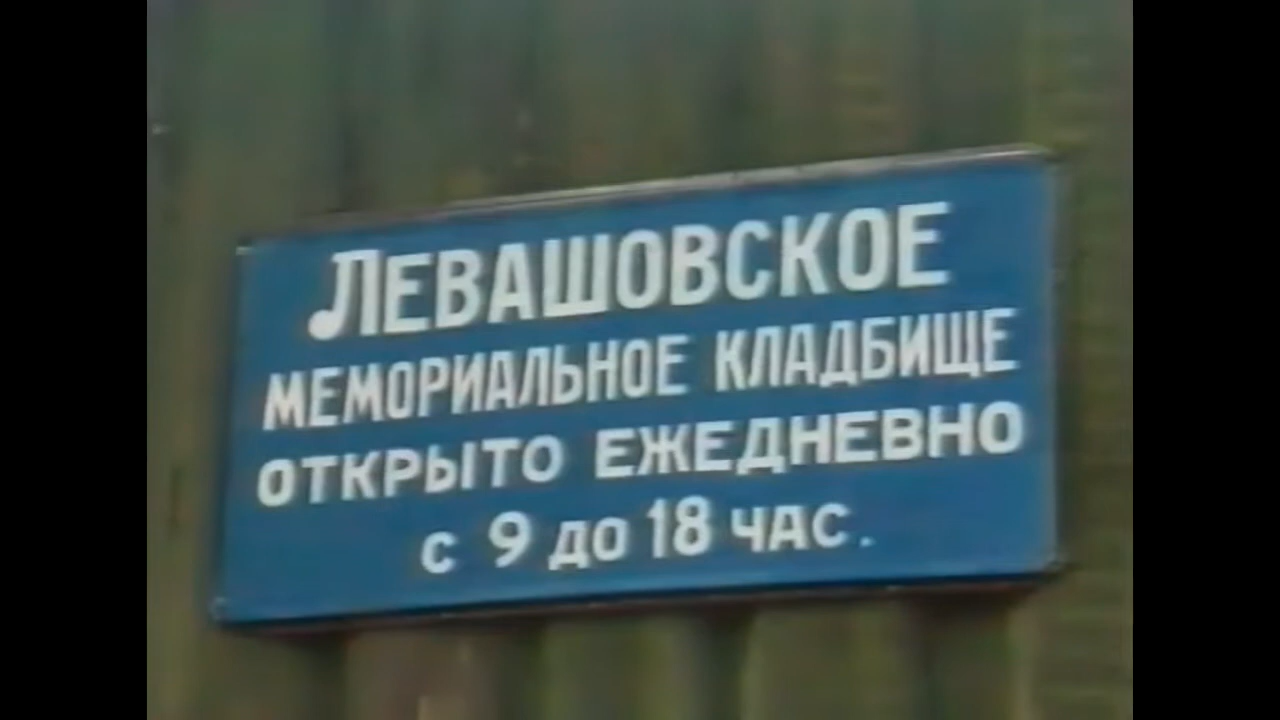 ЛЕВАШОВСКОЕ
МЕМОРИАЛЬНОЕ КЛАДБИЩЕ
ОТКРЫТО ЕЖЕДНЕВНО
с 9 до 18 час.